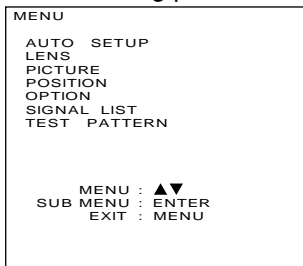 MENU
AUTO SETUP
LENS
PICTURE
POSITION
OPTION
SIGNAL LIST
TEST PATTERN
MENU : ▲▼
SUB MENU : ENTER
EXIT : MENU